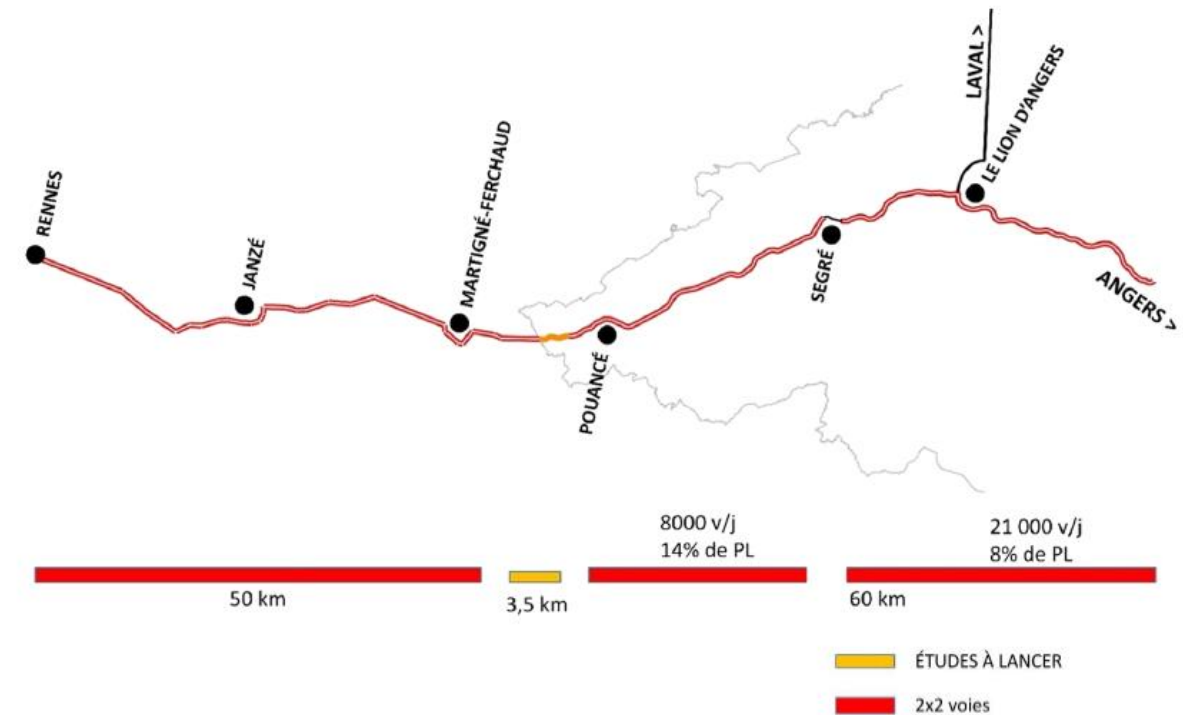 RENNES
JANZÉ
MARTIGNÉ-FERCHAUD
POUANCÉ
SEGRÉ
LAVAL >
LE LION D'ANGERS
ANGERS >
8000 v/j
14% de PL
21 000 v/j
8% de PL
50 km
3,5 km
60 km
ÉTUDES À LANCER
2x2 voies